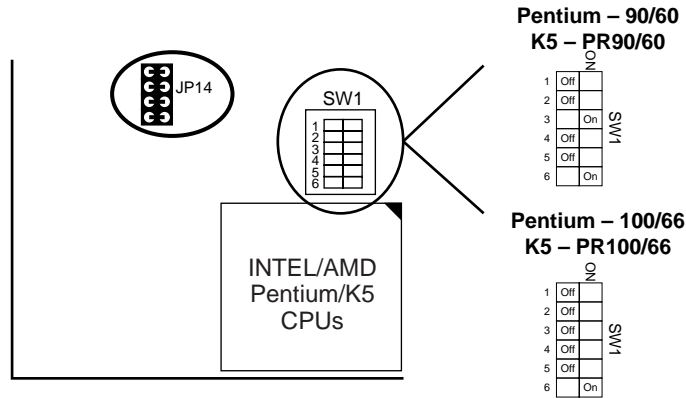 JP14
SW1
1
2
3
4
5
6
INTEL/AMD
Pentium/K5
CPUs
Pentium – 90/60
K5 – PR90/60
ON
1 Off
2 Off
3 On
4 Off
5 Off
6 On
SW1
Pentium – 100/66
K5 – PR100/66
ON
1 Off
2 Off
3 Off
4 Off
5 Off
6 On
SW1